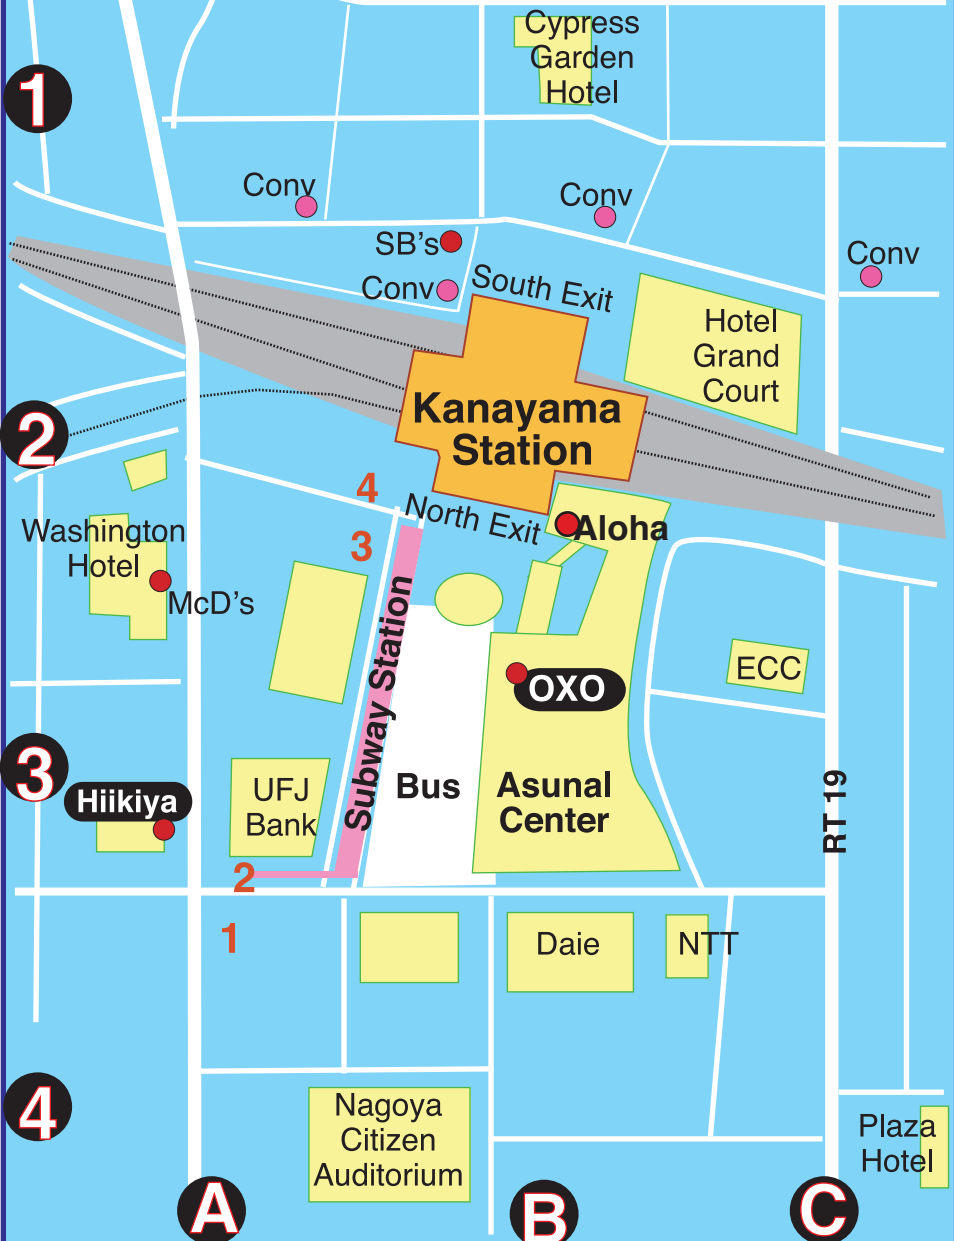 Cypress
Garden
Hotel
1
Conv
Conv
SB's
Conv
Conv
South Exit
Hotel
Grand
Court
Kanayama
Station
2
4
North Exit
Aloha
3
Washington
Hotel
McD's
Subway Station
ECC
OXO
3
Hiikiya
UFJ
Bank
Bus
Asunal
Center
RT 19
2
1
Daie
NTT
4
Nagoya
Citizen
Auditorium
Plaza
Hotel
A
B
C